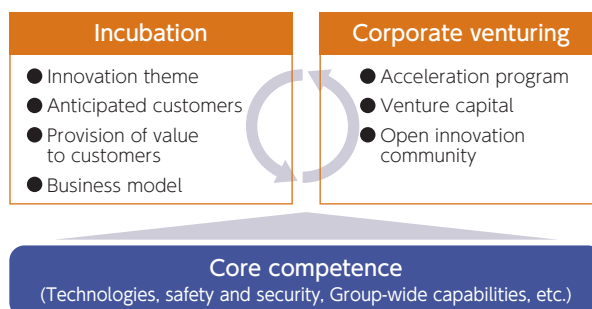 Incubation
● Innovation theme
● Anticipated customers
● Provision of value
to customers
● Business model
Corporate venturing
● Acceleration program
● Venture capital
● Open innovation
community
Core competence
(Technologies, safety and security, Group-wide capabilities, etc.)